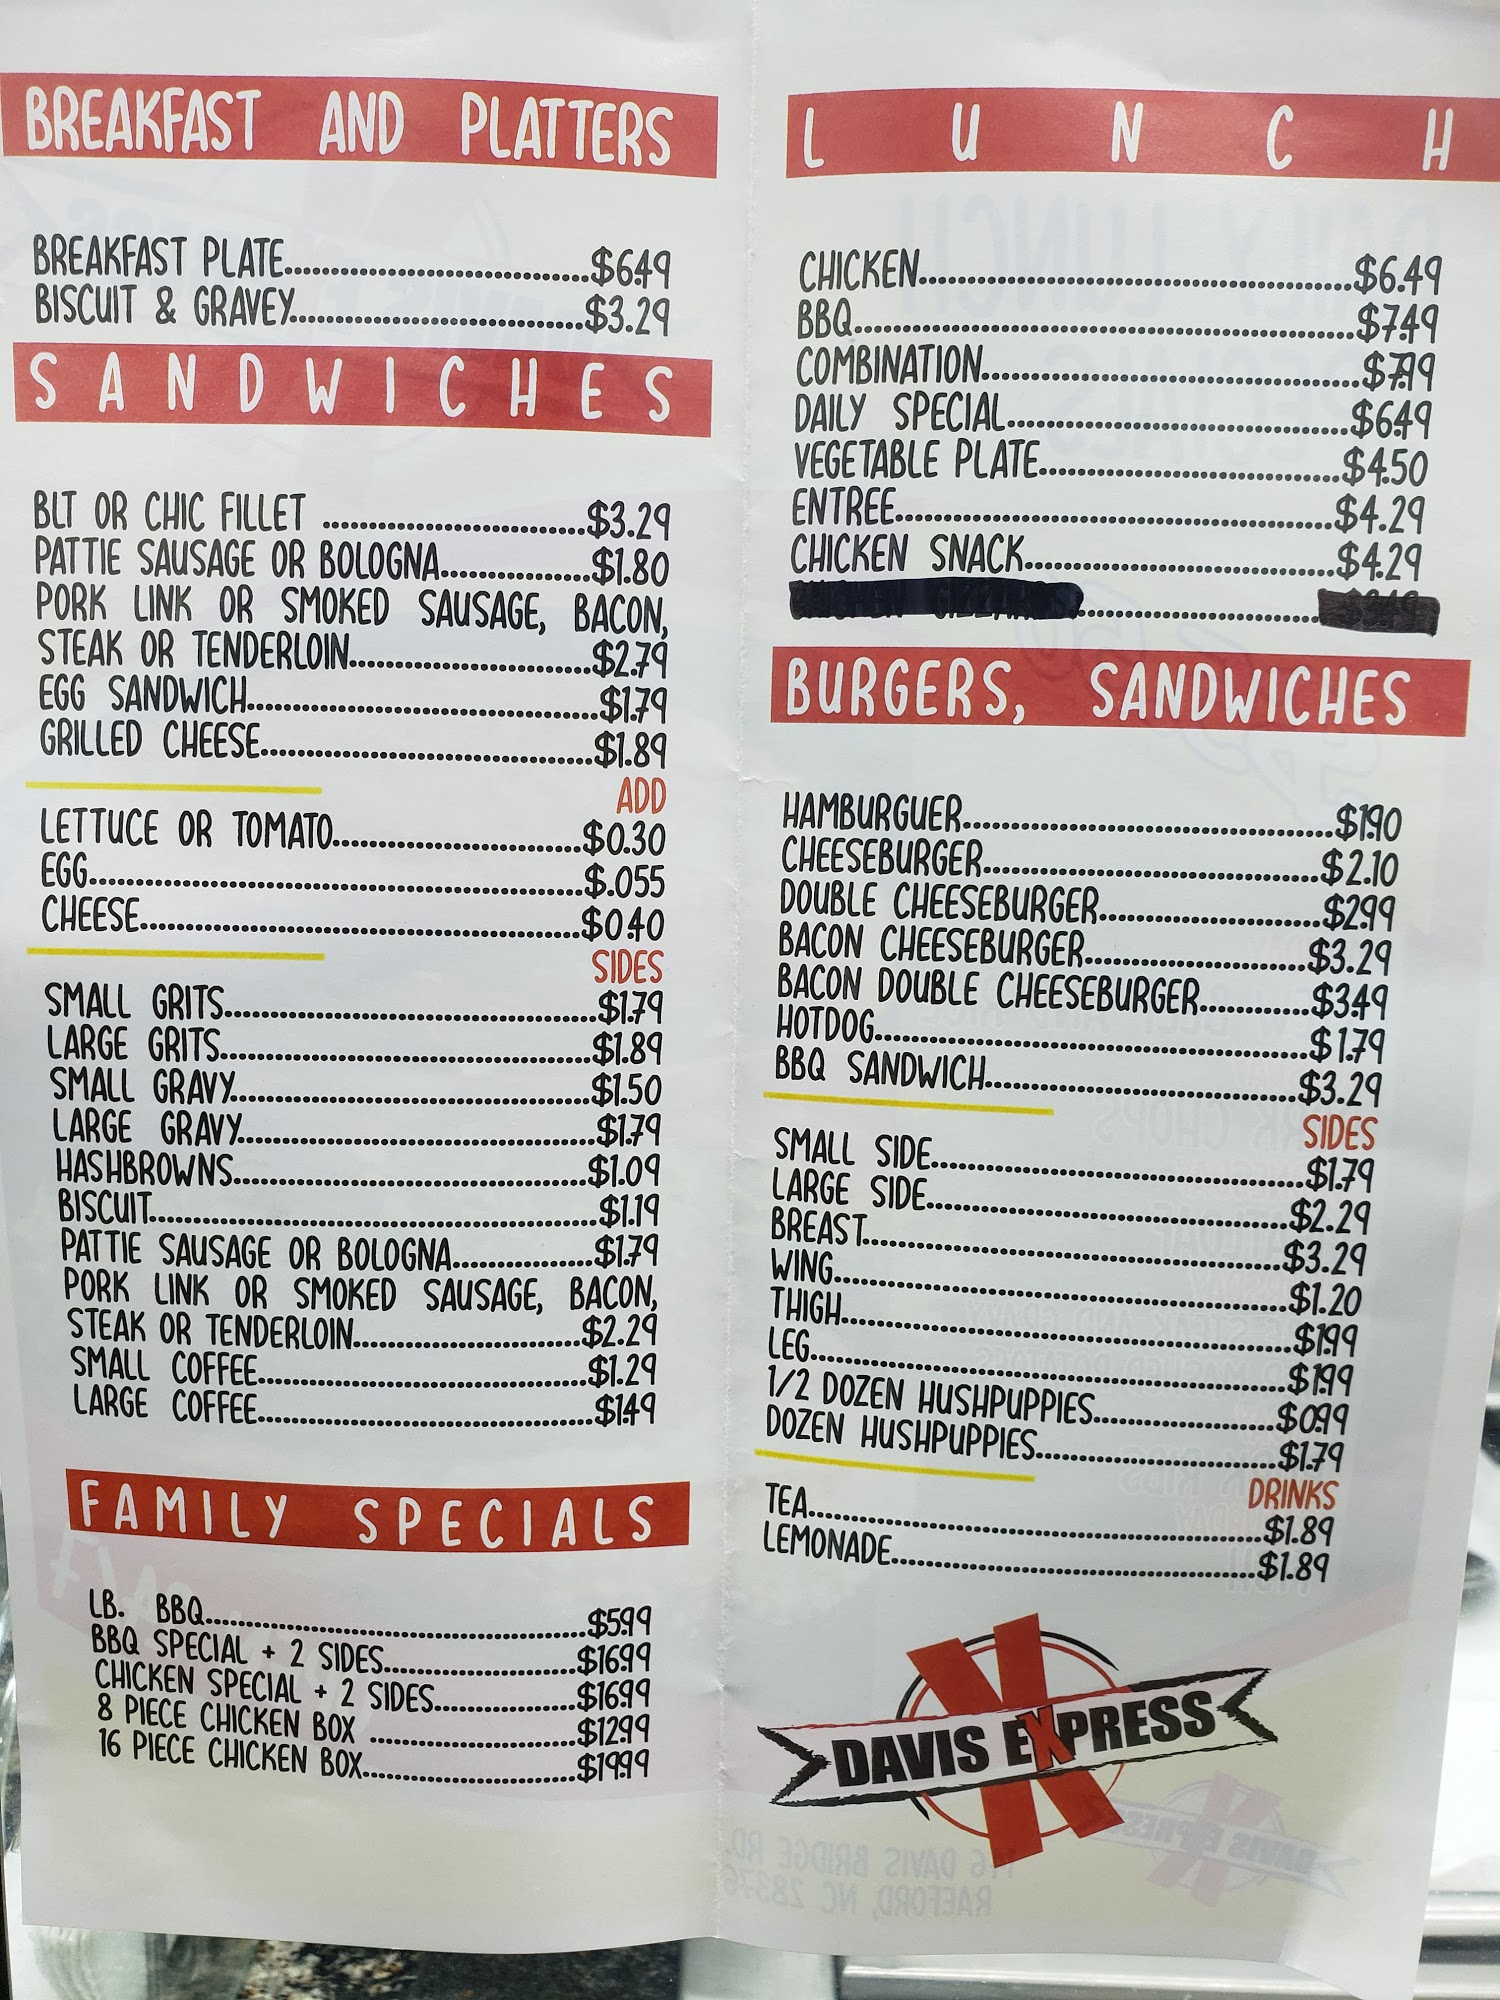 BREAKFAST AND PLATTERS
BREAKFAST PLATE..............................$6.49
BISCUIT & GRAVEY.............................$3.29
SANDWICHES
BLT OR CHIC FILLET ..........................$3.29
PATTIE SAUSAGE OR BOLOGNA...............$1.80
PORK LINK OR SMOKED SAUSAGE, BACON,
STEAK OR TENDERLOIN........................$2.79
EGG SANDWICH...................................$1.79
GRILLED CHEESE.................................$1.89
ADD
LETTUCE OR TOMATO.........................$0.30
EGG.................................................$.055
CHEESE............................................$0.40
SIDES
SMALL GRITS.....................................$1.79
LARGE GRITS.....................................$1.89
SMALL GRAVY....................................$1.50
LARGE GRAVY....................................$1.79
HASHBROWNS....................................$1.09
BISCUIT.............................................$1.19
PATTIE SAUSAGE OR BOLOGNA..............$1.79
PORK LINK OR SMOKED SAUSAGE, BACON,
STEAK OR TENDERLOIN.......................$2.29
SMALL COFFEE..................................$1.29
LARGE COFFEE..................................$1.49
FAMILY SPECIALS
LB. BBQ..........................................$5.99
BBQ SPECIAL + 2 SIDES....................$16.99
CHICKEN SPECIAL + 2 SIDES...............$16.99
8 PIECE CHICKEN BOX ......................$12.99
16 PIECE CHICKEN BOX......................$19.99
LUNCH
CHICKEN...........................................$6.49
BBQ..................................................$7.49
COMBINATION.....................................$7.99
DAILY SPECIAL...................................$6.49
VEGETABLE PLATE..............................$4.50
ENTREE............................................$4.29
CHICKEN SNACK................................$4.29
BURGERS, SANDWICHES
HAMBURGUER.....................................$1.90
CHEESEBURGER..................................$2.10
DOUBLE CHEESEBURGER......................$2.99
BACON CHEESEBURGER......................$3.29
BACON DOUBLE CHEESEBURGER...........$3.49
HOTDOG............................................$1.79
BBQ SANDWICH................................$3.29
SIDES
SMALL SIDE.....................................$1.79
LARGE SIDE.....................................$2.29
BREAST...........................................$3.29
WING..............................................$1.20
THIGH.............................................$1.99
LEG................................................$1.99
1/2 DOZEN HUSHPUPPIES..................$0.99
DOZEN HUSHPUPPIES........................$1.79
DRINKS
TEA................................................$1.89
LEMONADE......................................$1.89
DAVIS EXPRESS